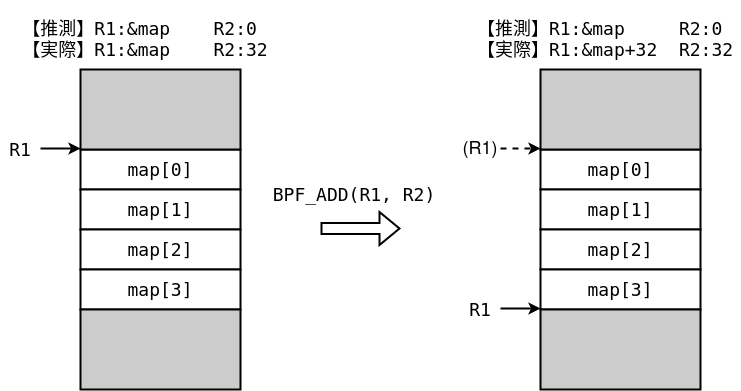 【推測】R1:&map    R2:0
【実際】R1:&map    R2:32
R1
map[0]
map[1]
map[2]
map[3]
BPF_ADD(R1, R2)
【推測】R1:&map     R2:0
【実際】R1:&map+32  R2:32
(R1)
map[0]
map[1]
map[2]
map[3]
R1